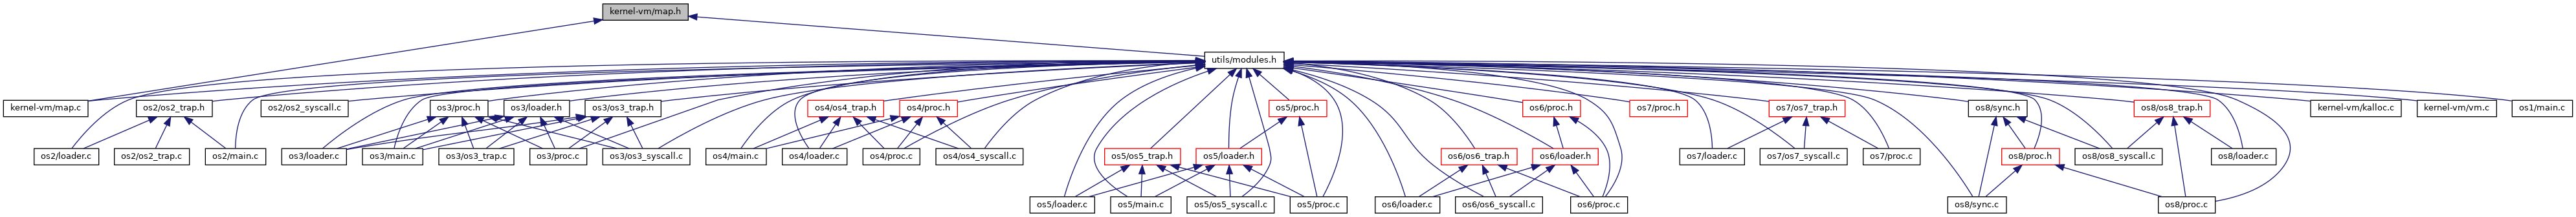 kernel-vm/map.h
utils/modules.h
kernel-vm/map.c
os2/os2_trap.h
os2/os2_syscall.c
os3/proc.h
os3/loader.h
os3/os3_trap.h
os4/os4_trap.h
os4/proc.h
os5/proc.h
os6/proc.h
os7/proc.h
os7/os7_trap.h
os8/sync.h
os8/os8_trap.h
kernel-vm/kalloc.c
kernel-vm/vm.c
os1/main.c
os2/loader.c
os2/os2_trap.c
os2/main.c
os3/loader.c
os3/main.c
os3/os3_trap.c
os3/proc.c
os3/os3_syscall.c
os4/main.c
os4/loader.c
os4/proc.c
os4/os4_syscall.c
os5/os5_trap.h
os5/loader.h
os6/os6_trap.h
os6/loader.h
os7/loader.c
os7/os7_syscall.c
os7/proc.c
os8/proc.h
os8/os8_syscall.c
os8/loader.c
os5/loader.c
os5/main.c
os5/os5_syscall.c
os5/proc.c
os6/loader.c
os6/os6_syscall.c
os6/proc.c
os8/sync.c
os8/proc.c